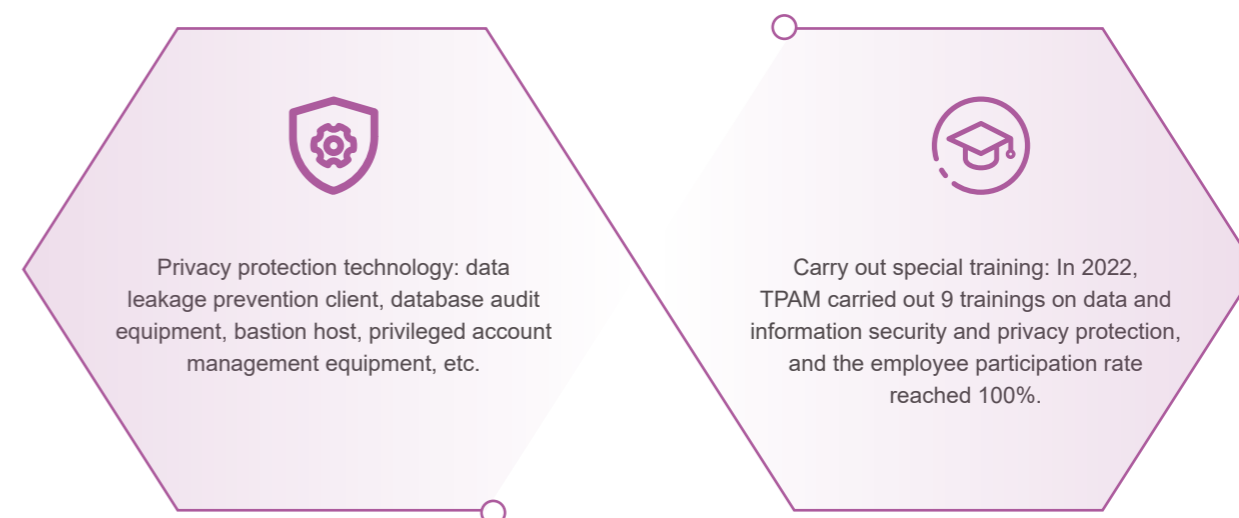 Privacy protection technology: data
leakage prevention client, database audit
equipment, bastion host, privileged account
management equipment, etc.
Carry out special training: In 2022,
TPAM carried out 9 trainings on data and
information security and privacy protection,
and the employee participation rate
reached 100%.